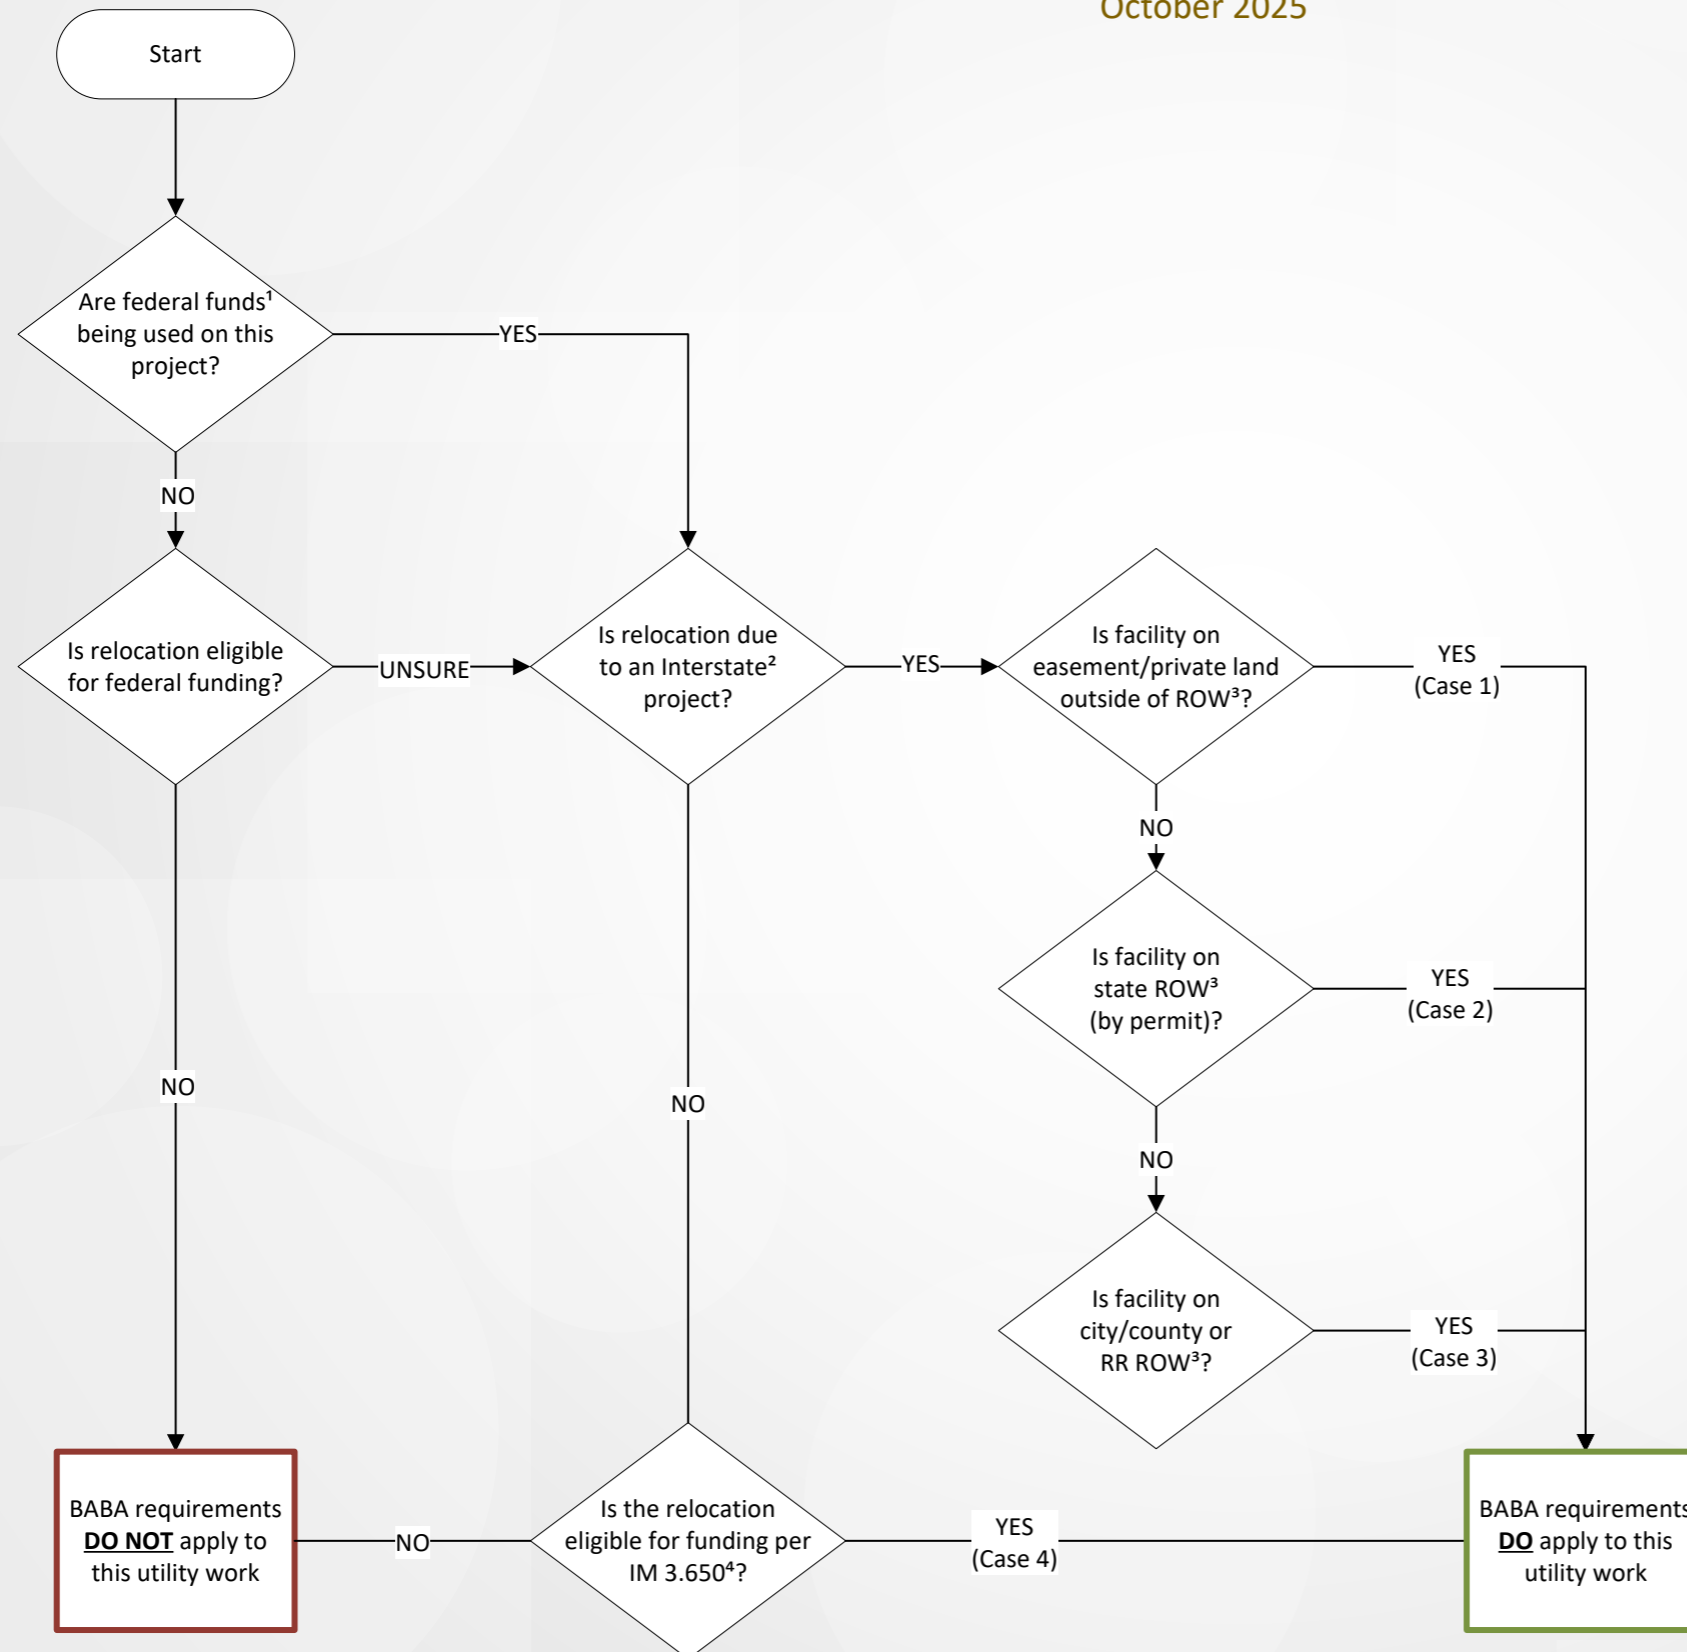 October 2025
Start
Are federal funds¹
being used on this
project?
YES
NO
Is relocation eligible
for federal funding?
UNSURE
Is relocation due
to an Interstate²
project?
YES
Is facility on
easement/private land
outside of ROW³?
YES
(Case 1)
NO
Is facility on
state ROW³
(by permit)?
YES
(Case 2)
NO
NO
NO
Is facility on
city/county or
RR ROW³?
YES
(Case 3)
BABA requirements
DO NOT apply to
this utility work
NO
Is the relocation
eligible for funding per
IM 3.650⁴?
YES
(Case 4)
BABA requirements
DO apply to this
utility work